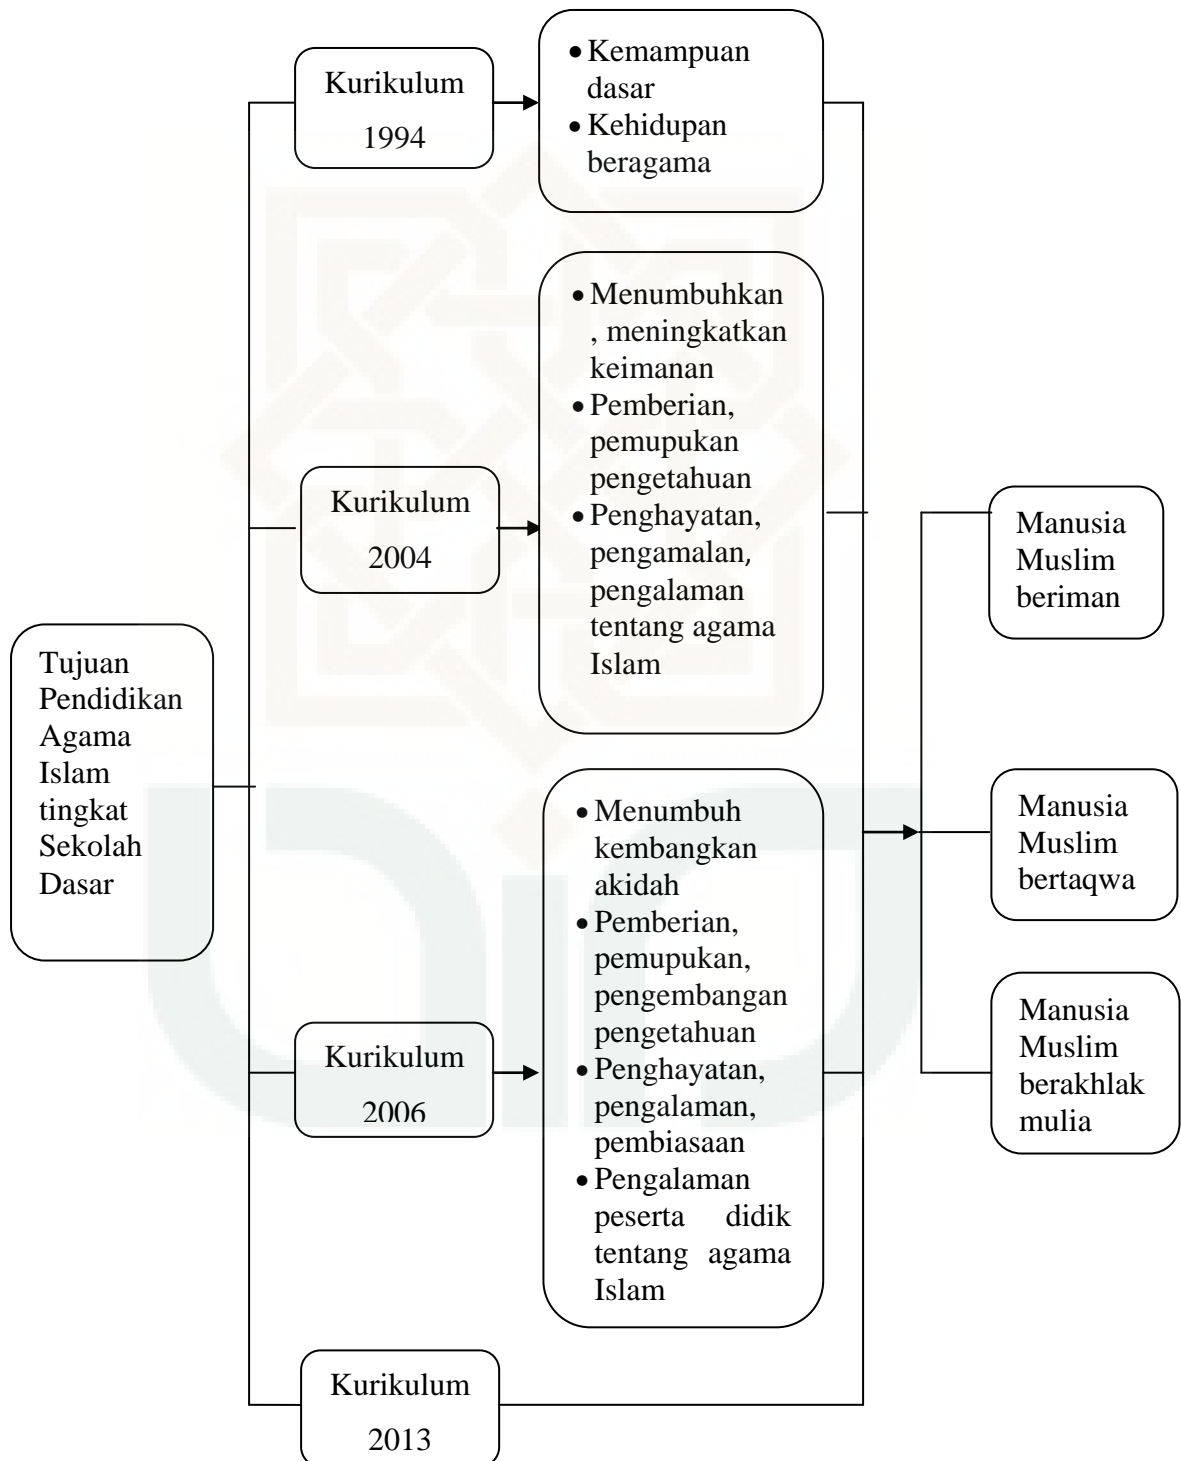 Tujuan
Pendidikan
Agama
Islam
tingkat
Sekolah
Dasar
Kurikulum
1994
• Kemampuan
dasar
• Kehidupan
beragama
Kurikulum
2004
• Menumbuhkan
, meningkatkan
keimanan
• Pemberian,
pemupukan
pengetahuan
• Penghayatan,
pengamalan,
pengalaman
tentang agama
Islam
Kurikulum
2006
• Menumbuh
kembangkan
akidah
• Pemberian,
pemupukan,
pengembangan
pengetahuan
• Penghayatan,
pengalaman,
pembiasaan
• Pengalaman
peserta didik
tentang agama
Islam
Kurikulum
2013
Manusia
Muslim
beriman
Manusia
Muslim
bertaqwa
Manusia
Muslim
berakhlak
mulia